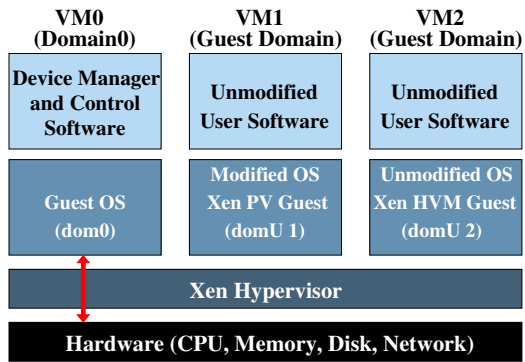 VM0
(Domain0)
VM1
(Guest Domain)
VM2
(Guest Domain)
Device Manager
and Control
Software
Unmodified
User Software
Unmodified
User Software
Guest OS
(dom0)
Modified OS
Xen PV Guest
(domU 1)
Unmodified OS
Xen HVM Guest
(domU 2)
Xen Hypervisor
Hardware (CPU, Memory, Disk, Network)